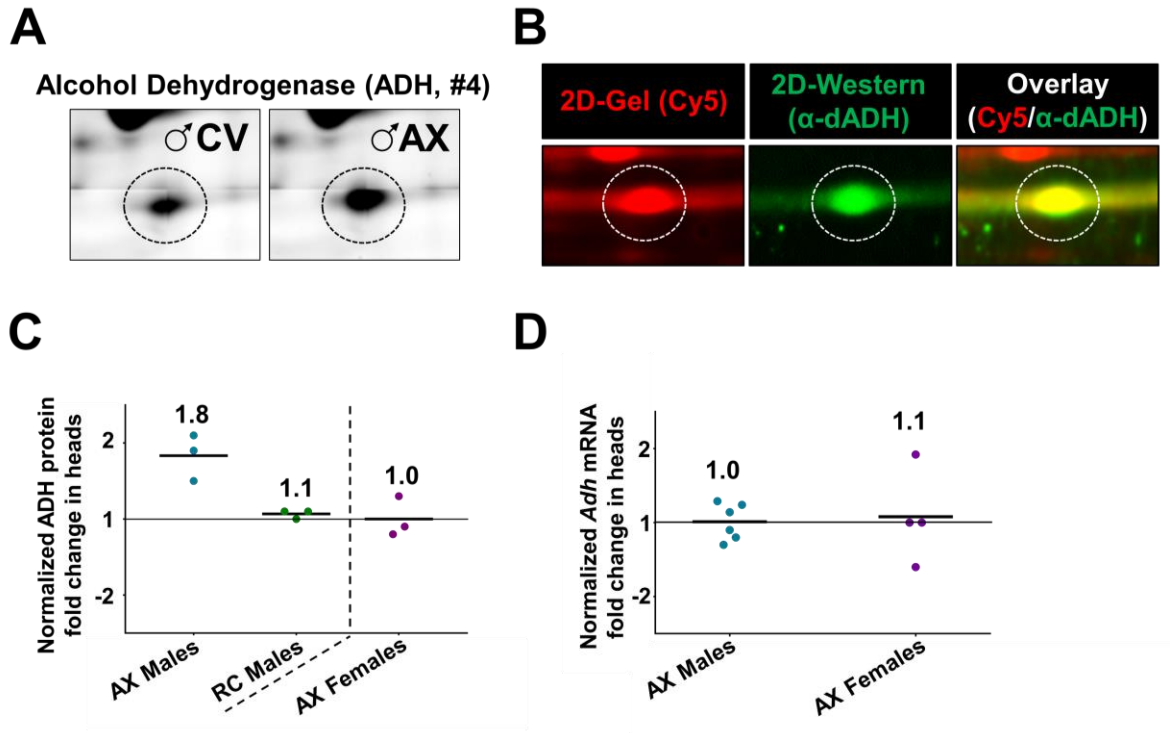 A
Alcohol Dehydrogenase (ADH, #4)
♂CV
♂AX
B
2D-Gel (Cy5)
2D-Western
(α-dADH)
Overlay
(Cy5/α-dADH)
C
Normalized ADH protein
fold change in heads
2
1
-2
1.8
1.1
1.0
AX Males
RC Males
AX Females
D
Normalized Adh mRNA
fold change in heads
2
1
-2
1.0
1.1
AX Males
AX Females